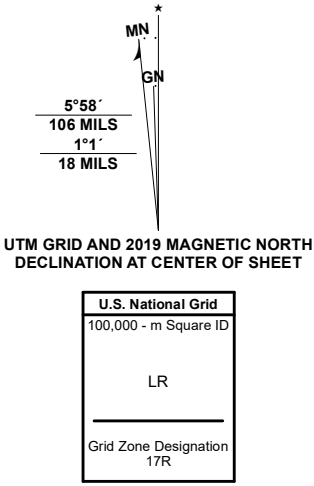 MN
GN
5°58´
106 MILS
1°1´
18 MILS
UTM GRID AND 2019 MAGNETIC NORTH
DECLINATION AT CENTER OF SHEET
U.S. National Grid
100,000 - m Square ID
LR
Grid Zone Designation
17R